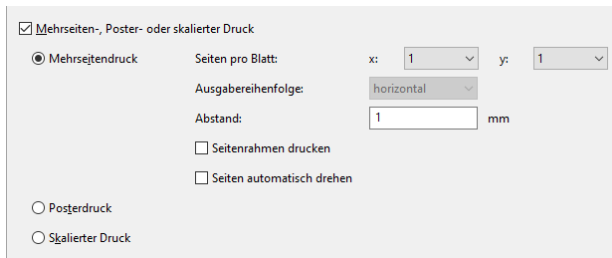 Mehrseiten-, Poster- oder skalierter Druck
Mehrseitendruck Seiten pro Blatt: x: 1 y: 1
Ausgabereihenfolge: horizontal
Abstand: 1 mm
Seitenrahmen drucken
Seiten automatisch drehen
Posterdruck
Skalierter Druck